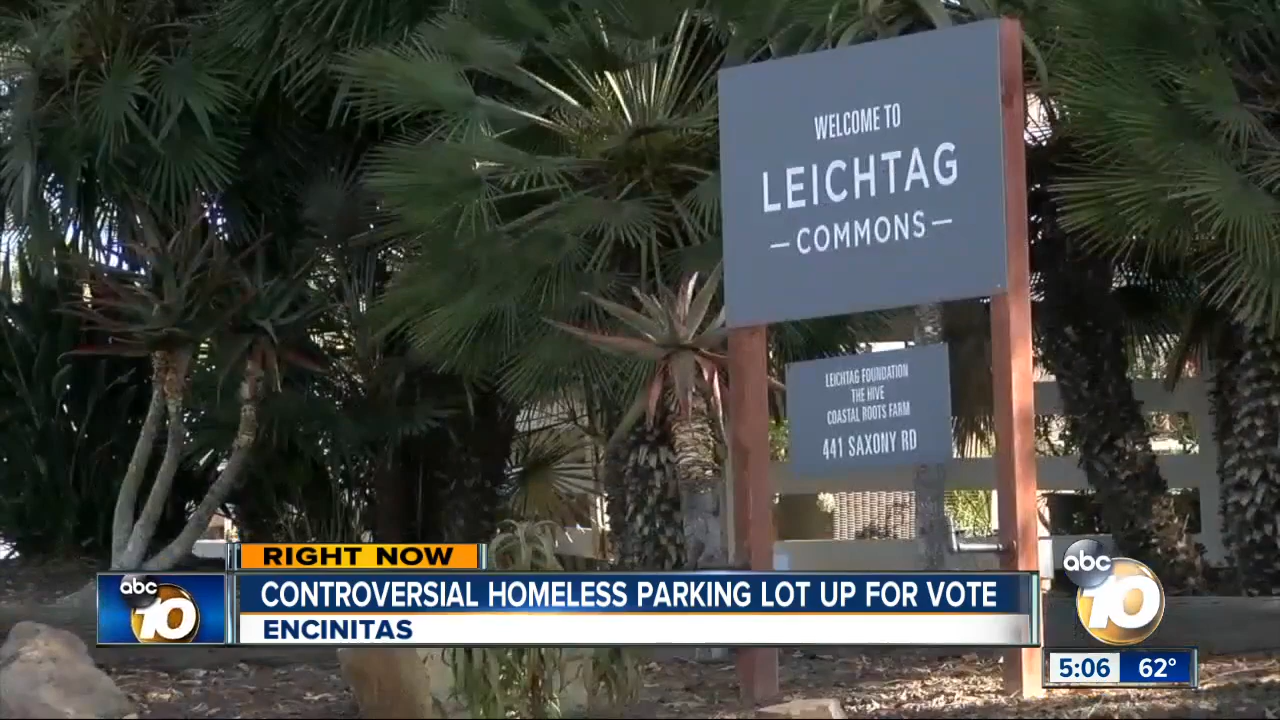 WELCOME TO
LEICHTAG
— COMMONS —
LEICHTAG FOUNDATION
THE HIVE
COASTAL ROOTS FARM
441 SAXONY RD
RIGHT NOW
abc 10
CONTROVERSIAL HOMELESS PARKING LOT UP FOR VOTE
ENCINITAS
abc 10
5:06 62°